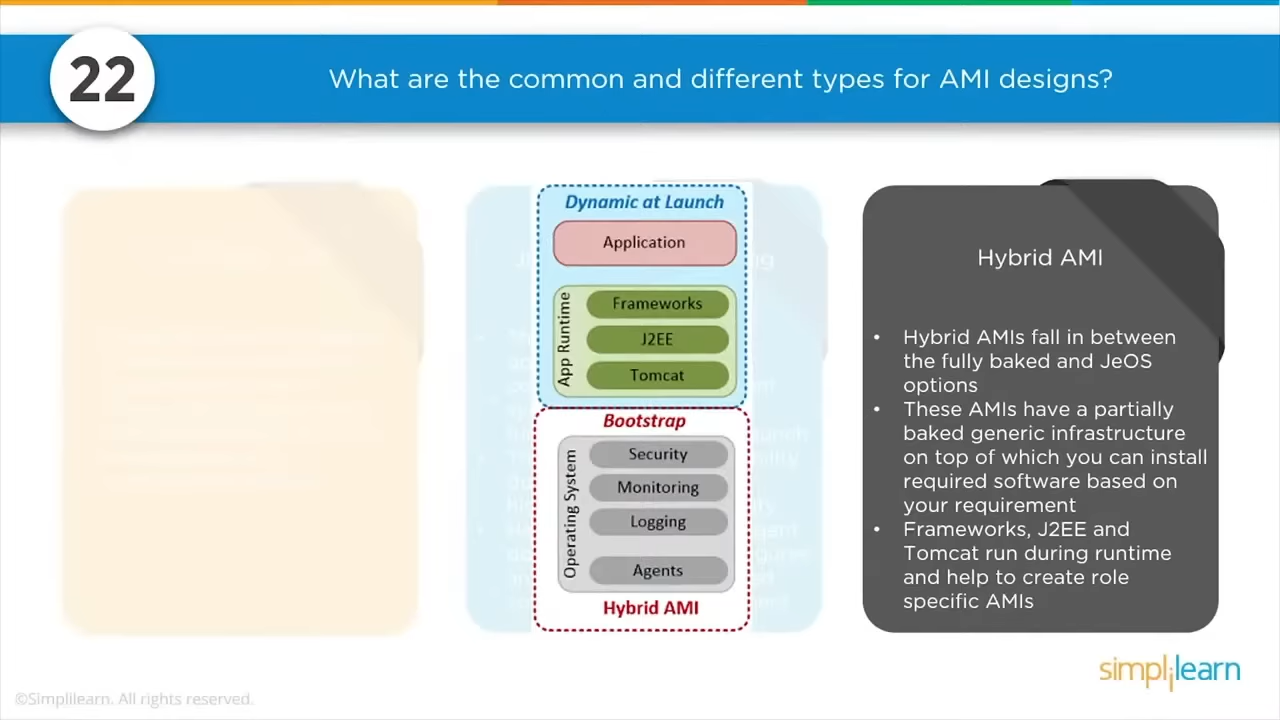 22
What are the common and different types for AMI designs?
Dynamic at Launch
Application
App Runtime
Frameworks
J2EE
Tomcat
Bootstrap
Operating System
Security
Monitoring
Logging
Agents
Hybrid AMI
Hybrid AMI
• Hybrid AMIs fall in between
the fully baked and JeOS
options
• These AMIs have a partially
baked generic infrastructure
on top of which you can install
required software based on
your requirement
• Frameworks, J2EE and
Tomcat run during runtime
and help to create role
specific AMIs
simplilearn
©Simplilearn. All rights reserved.